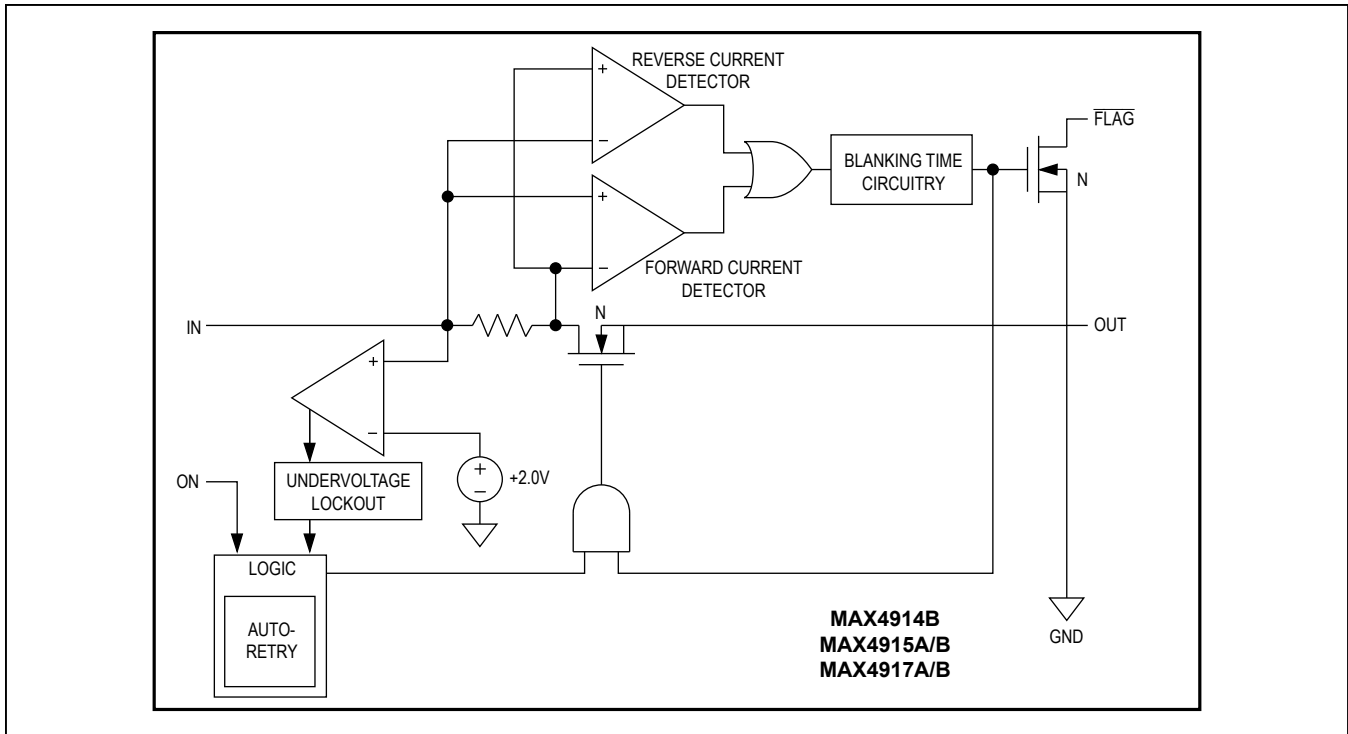 REVERSE CURRENT
DETECTOR
+
−
+
−
FORWARD CURRENT
DETECTOR
BLANKING TIME
CIRCUITRY
FLAG
N
IN
N
OUT
+
−
ON
UNDERVOLTAGE
LOCKOUT
+
−
+2.0V
LOGIC
AUTO-
RETRY
MAX4914B
MAX4915A/B
MAX4917A/B
GND